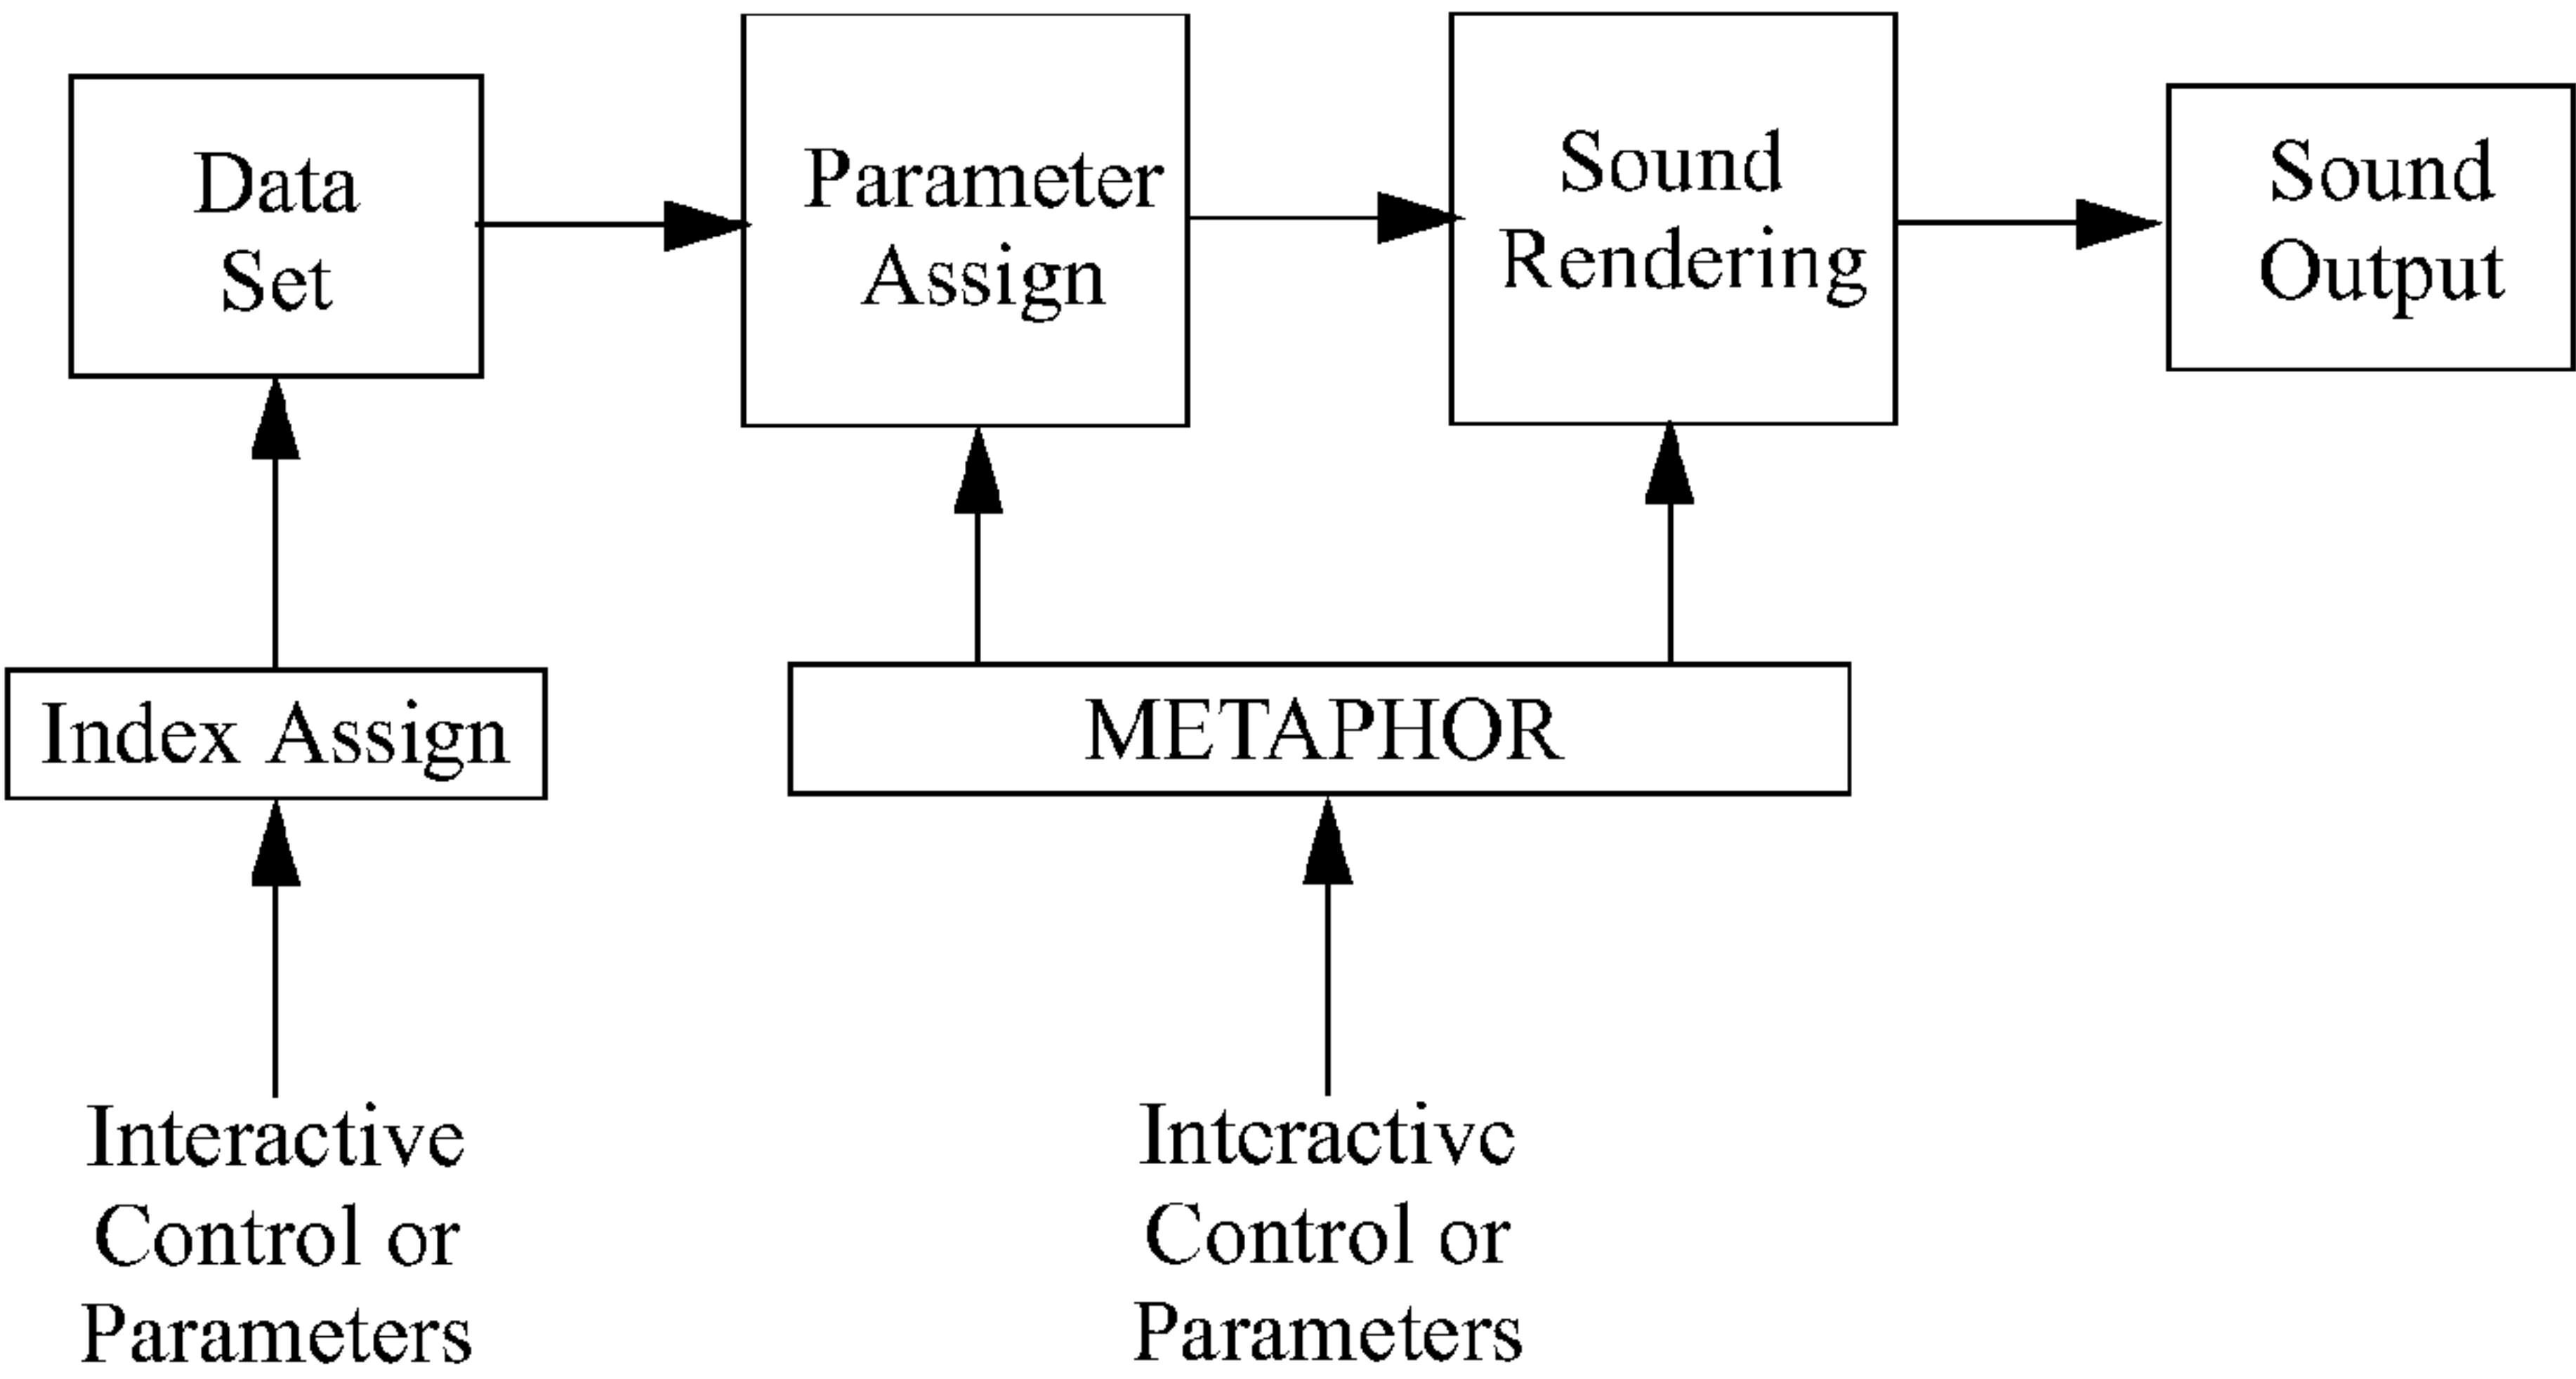 Data
Set
Parameter
Assign
Sound
Rendering
Sound
Output
Index Assign
METAPHOR
Interactive
Control or
Parameters
Interactive
Control or
Parameters